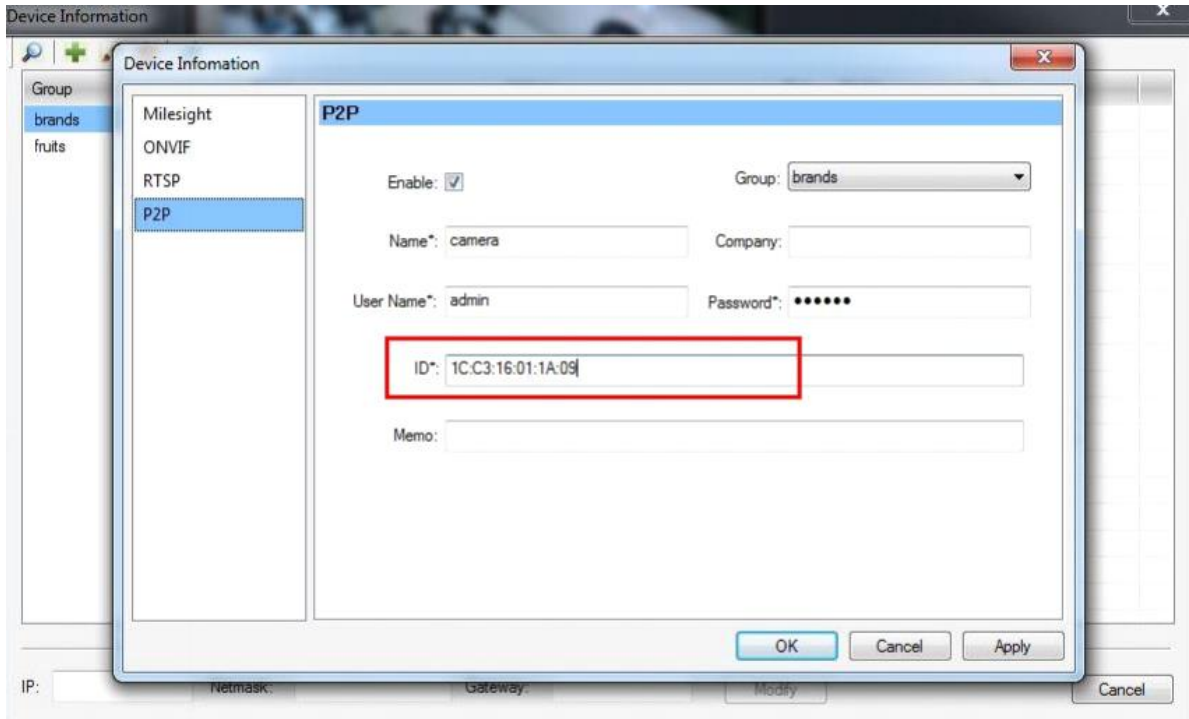 Device Information
Device Infomation
Group
brands
fruits
Milesight
ONVIF
RTSP
P2P
P2P
Enable:
Group: brands
Name*: camera
Company:
User Name*: admin
Password*: ••••••
ID*: 1C:C3:16:01:1A:09
Memo:
OK Cancel Apply
IP:
Netmask:
Gateway:
Modify
Cancel